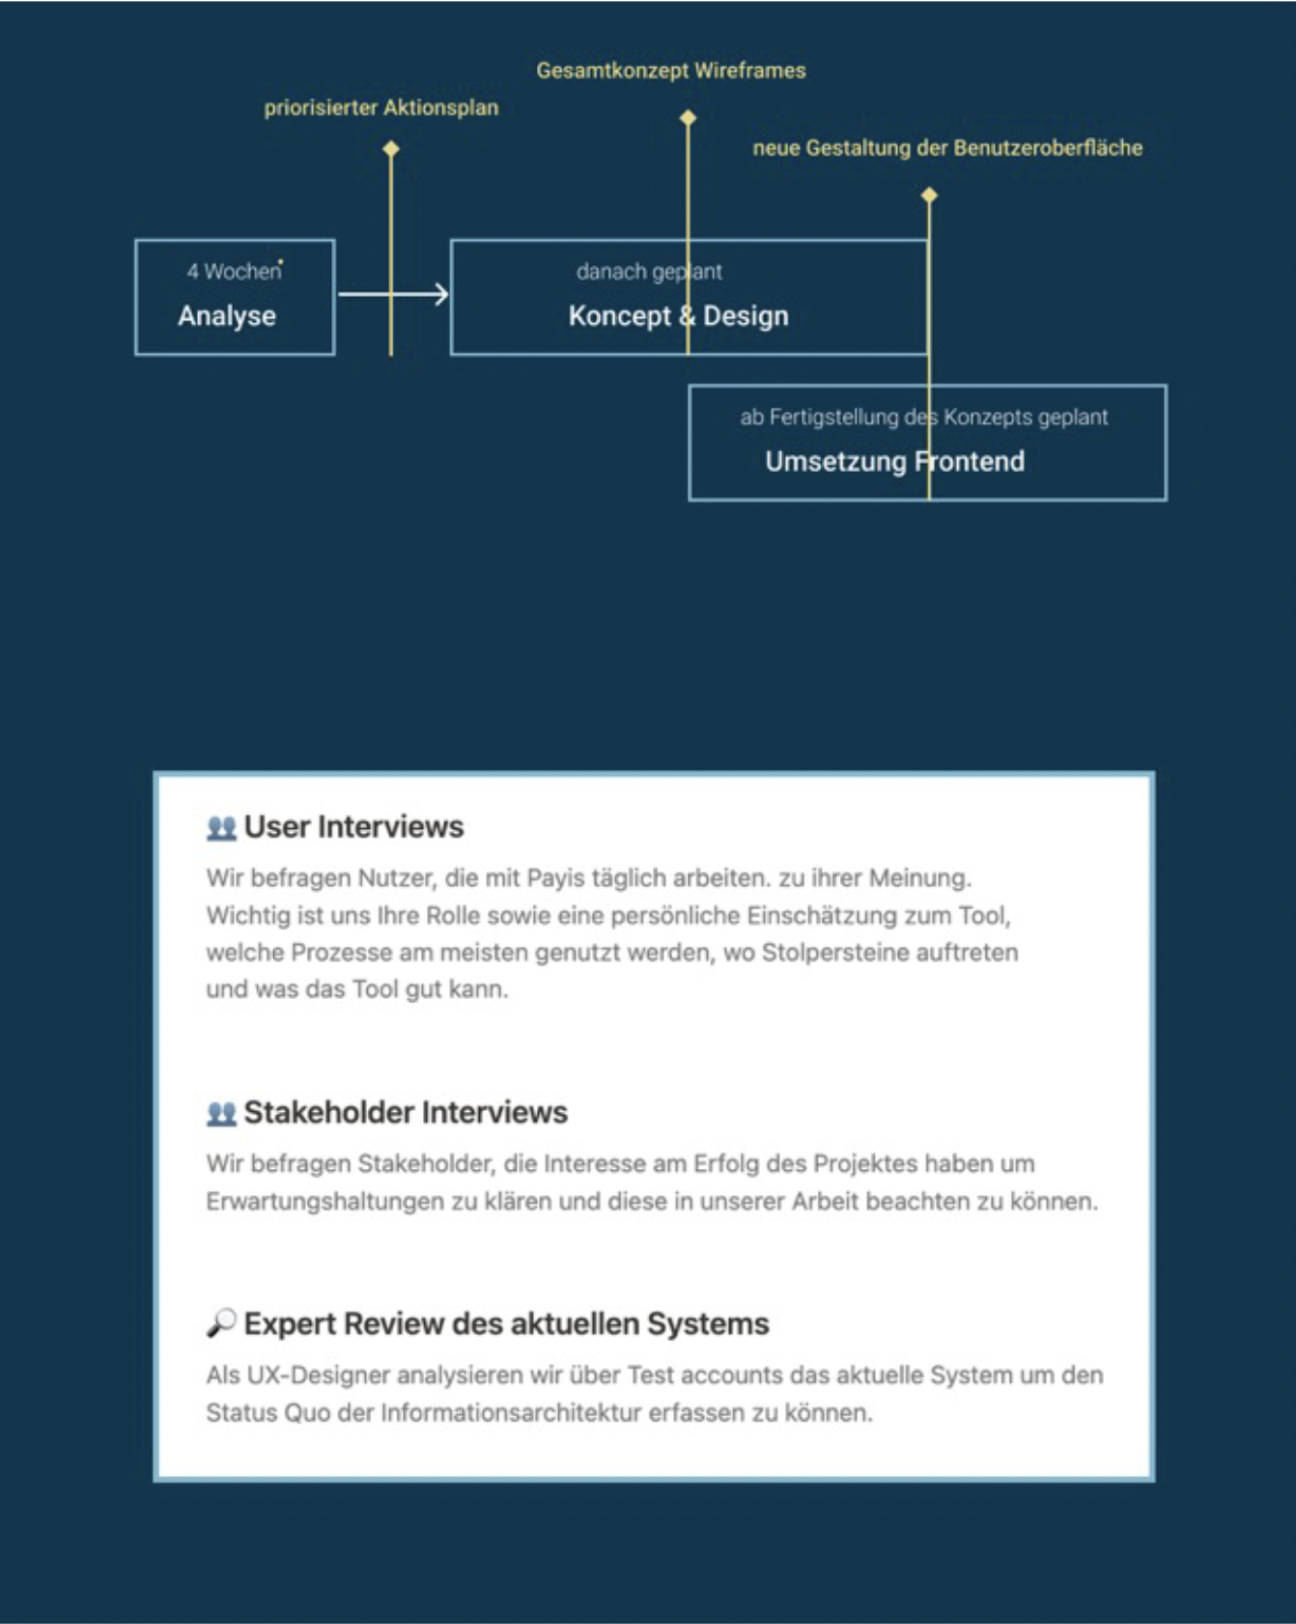 Gesamtkonzept Wireframes
priorisierter Aktionsplan
neue Gestaltung der Benutzeroberfläche
4 Wochen
Analyse
danach geplant
Koncept & Design
ab Fertigstellung des Konzepts geplant
Umsetzung Frontend
👥 User Interviews
Wir befragen Nutzer, die mit Payis täglich arbeiten. zu ihrer Meinung.
Wichtig ist uns Ihre Rolle sowie eine persönliche Einschätzung zum Tool,
welche Prozesse am meisten genutzt werden, wo Stolpersteine auftreten
und was das Tool gut kann.
👥 Stakeholder Interviews
Wir befragen Stakeholder, die Interesse am Erfolg des Projektes haben um
Erwartungshaltungen zu klären und diese in unserer Arbeit beachten zu können.
🔎 Expert Review des aktuellen Systems
Als UX-Designer analysieren wir über Test accounts das aktuelle System um den
Status Quo der Informationsarchitektur erfassen zu können.